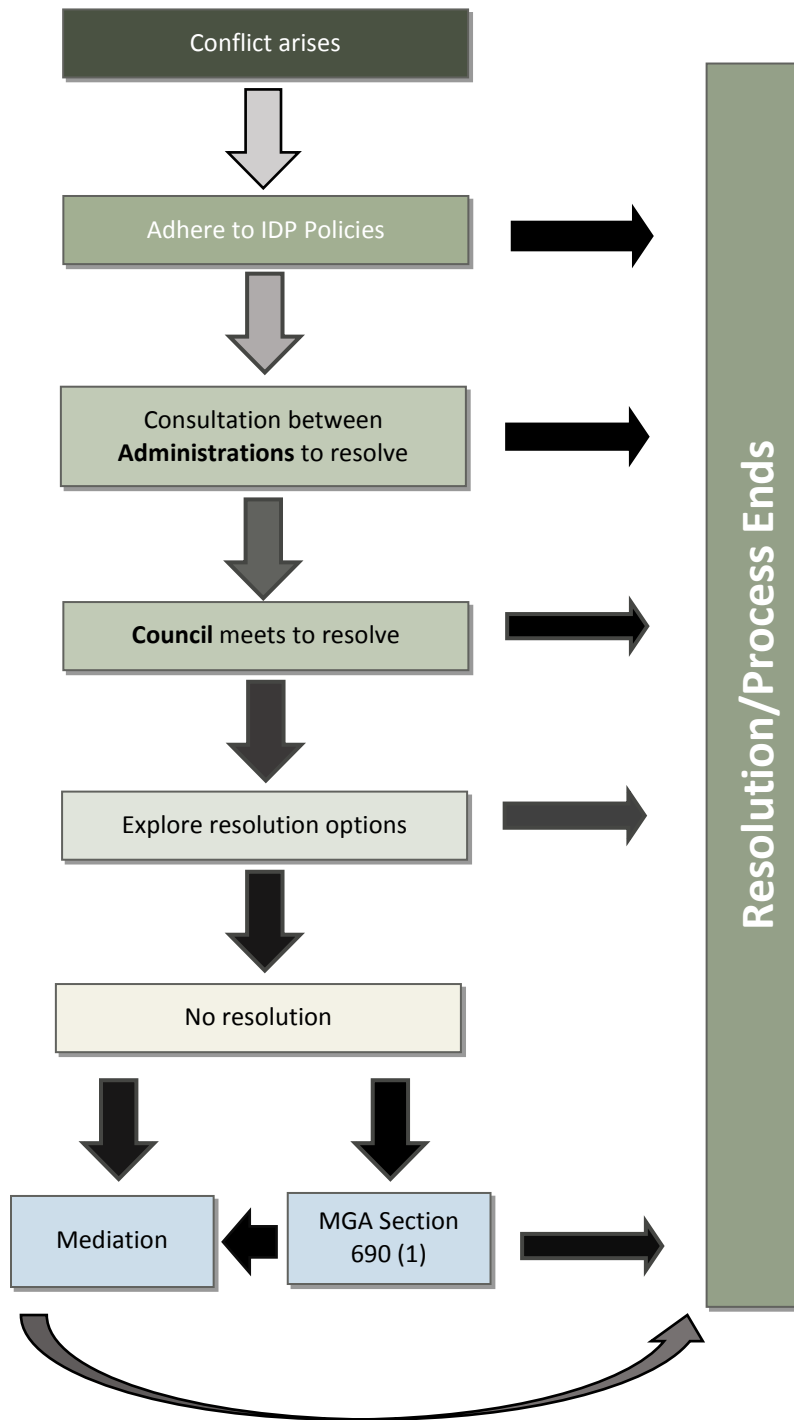 Conflict arises
Adhere to IDP Policies
Consultation between
Administrations to resolve
Council meets to resolve
Explore resolution options
No resolution
Mediation
MGA Section
690 (1)
Resolution/Process Ends